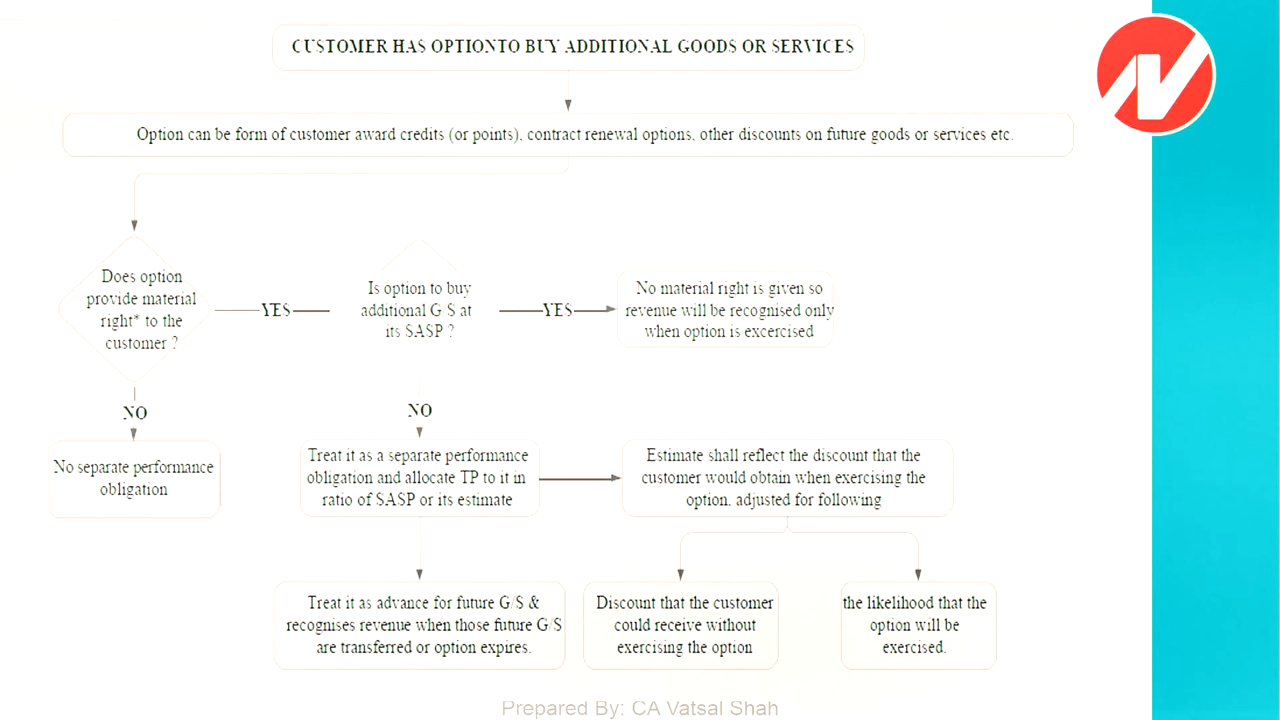 CUSTOMER HAS OPTIONTO BUY ADDITIONAL GOODS OR SERVICES
Option can be form of customer award credits (or points), contract renewal options, other discounts on future goods or services etc.
Does option
provide material
right* to the
customer ?
YES
Is option to buy
additional G/S at
its SASP ?
YES
No material right is given so
revenue will be recognised only
when option is excercised
NO
NO
No separate performance
obligation
Treat it as a separate performance
obligation and allocate TP to it in
ratio of SASP or its estimate
Estimate shall reflect the discount that the
customer would obtain when exercising the
option, adjusted for following
Treat it as advance for future G/S &
recognises revenue when those future G/S
are transferred or option expires.
Discount that the customer
could receive without
exercising the option
the likelihood that the
option will be
exercised.
Prepared By: CA Vatsal Shah